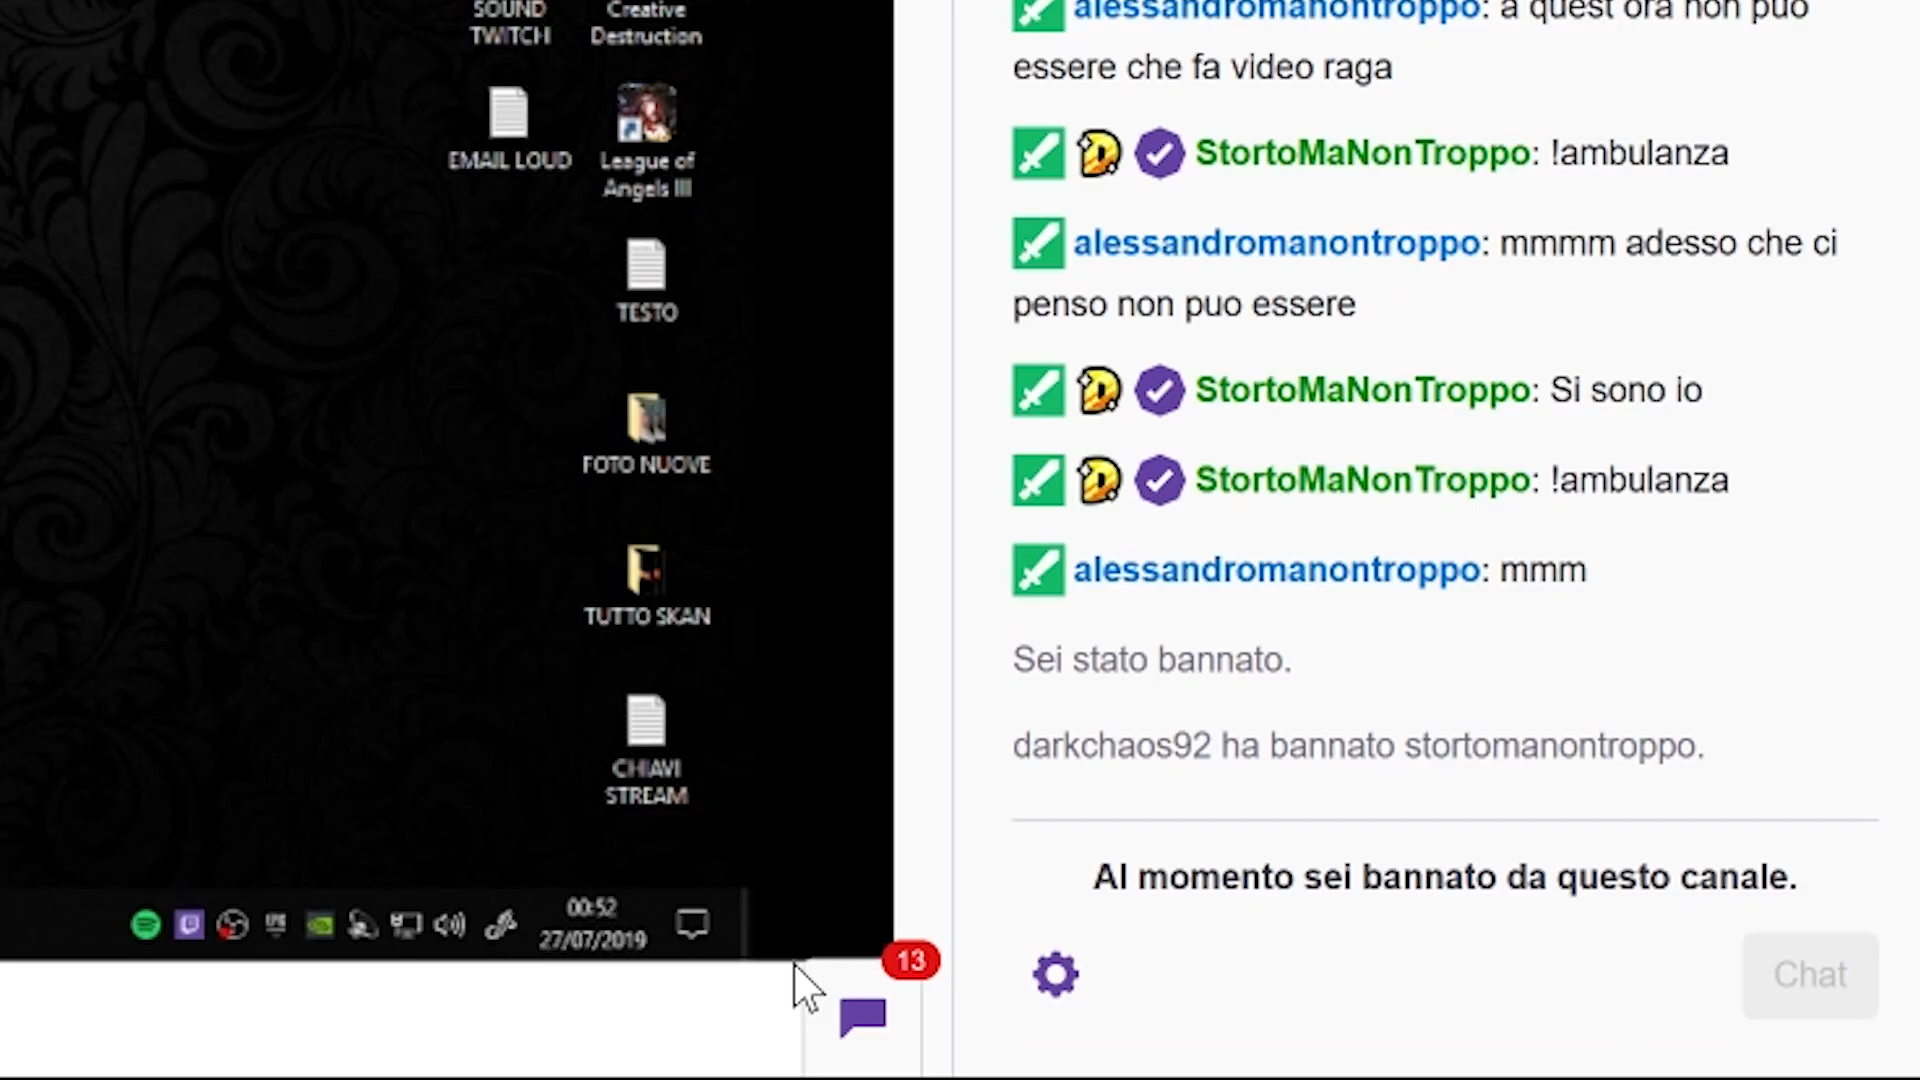 SOUND
TWITCH
Creative
Destruction
EMAIL LOUD
League of
Angels III
TESTO
FOTO NUOVE
TUTTO SKAN
CHIAVI
STREAM
00:52
27/07/2019
13
alessandromanontroppo: a quest ora non può
essere che fa video raga
StortoMaNonTroppo: !ambulanza
alessandromanontroppo: mmmm adesso che ci
penso non puo essere
StortoMaNonTroppo: Si sono io
StortoMaNonTroppo: !ambulanza
alessandromanontroppo: mmm
Sei stato bannato.
darkchaos92 ha bannato stortomanontroppo.
Al momento sei bannato da questo canale.
Chat